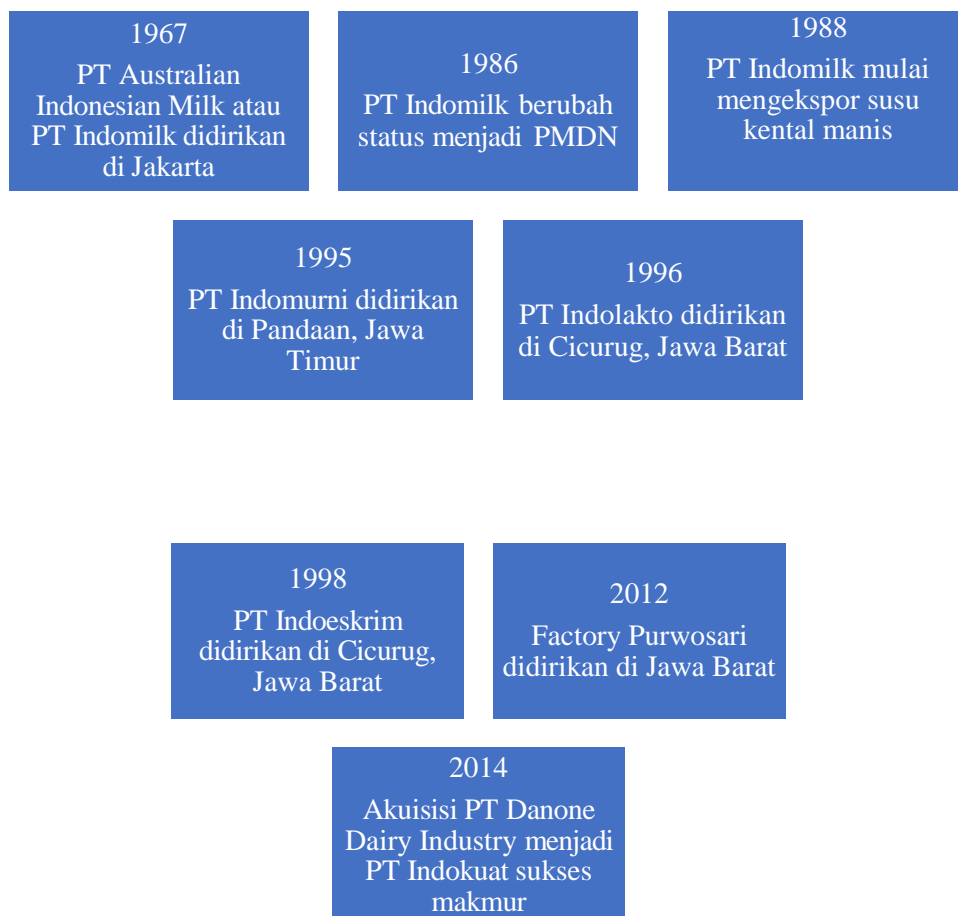 1967
PT Australian
Indonesian Milk atau
PT Indomilk didirikan
di Jakarta
1986
PT Indomilk berubah
status menjadi PMDN
1988
PT Indomilk mulai
mengekspor susu
kental manis
1995
PT Indomurni didirikan
di Pandaan, Jawa
Timur
1996
PT Indolakto didirikan
di Cicurug, Jawa Barat
1998
PT Indoeskrim
didirikan di Cicurug,
Jawa Barat
2012
Factory Purwosari
didirikan di Jawa Barat
2014
Akuisisi PT Danone
Dairy Industry menjadi
PT Indokuat sukses
makmur